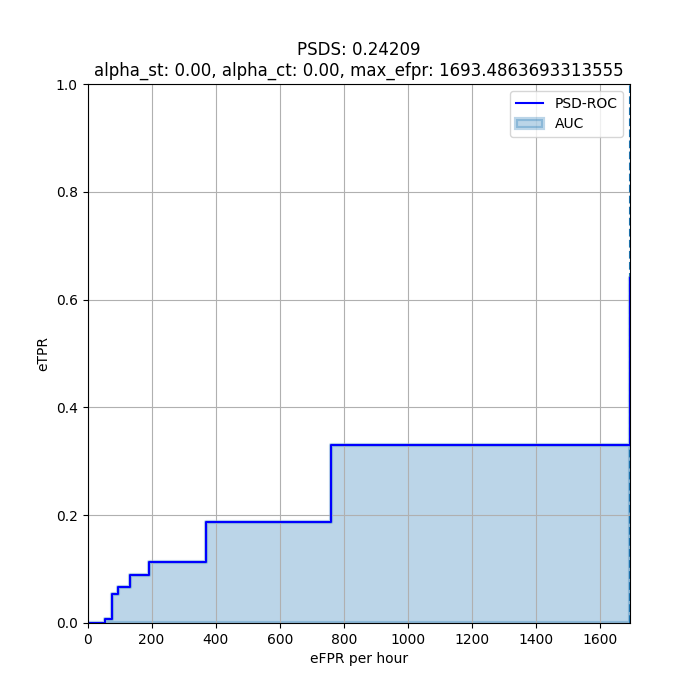 PSDS: 0.24209
alpha_st: 0.00, alpha_ct: 0.00, max_efpr: 1693.4863693313555
PSD-ROC
AUC
1.0
0.8
0.6
0.4
0.2
0.0
eTPR
0 200 400 600 800 1000 1200 1400 1600
eFPR per hour